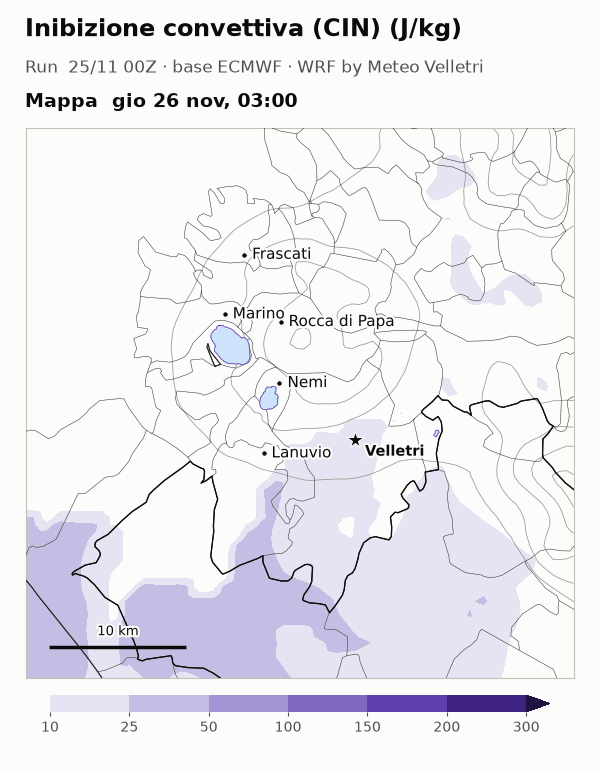 Inibizione convettiva (CIN) (J/kg)
Run  25/11 00Z · base ECMWF · WRF by Meteo Velletri
Mappa  gio 26 nov, 03:00
Frascati
Marino
Rocca di Papa
Nemi
Velletri
Lanuvio
10 km
10 25 50 100 150 200 300